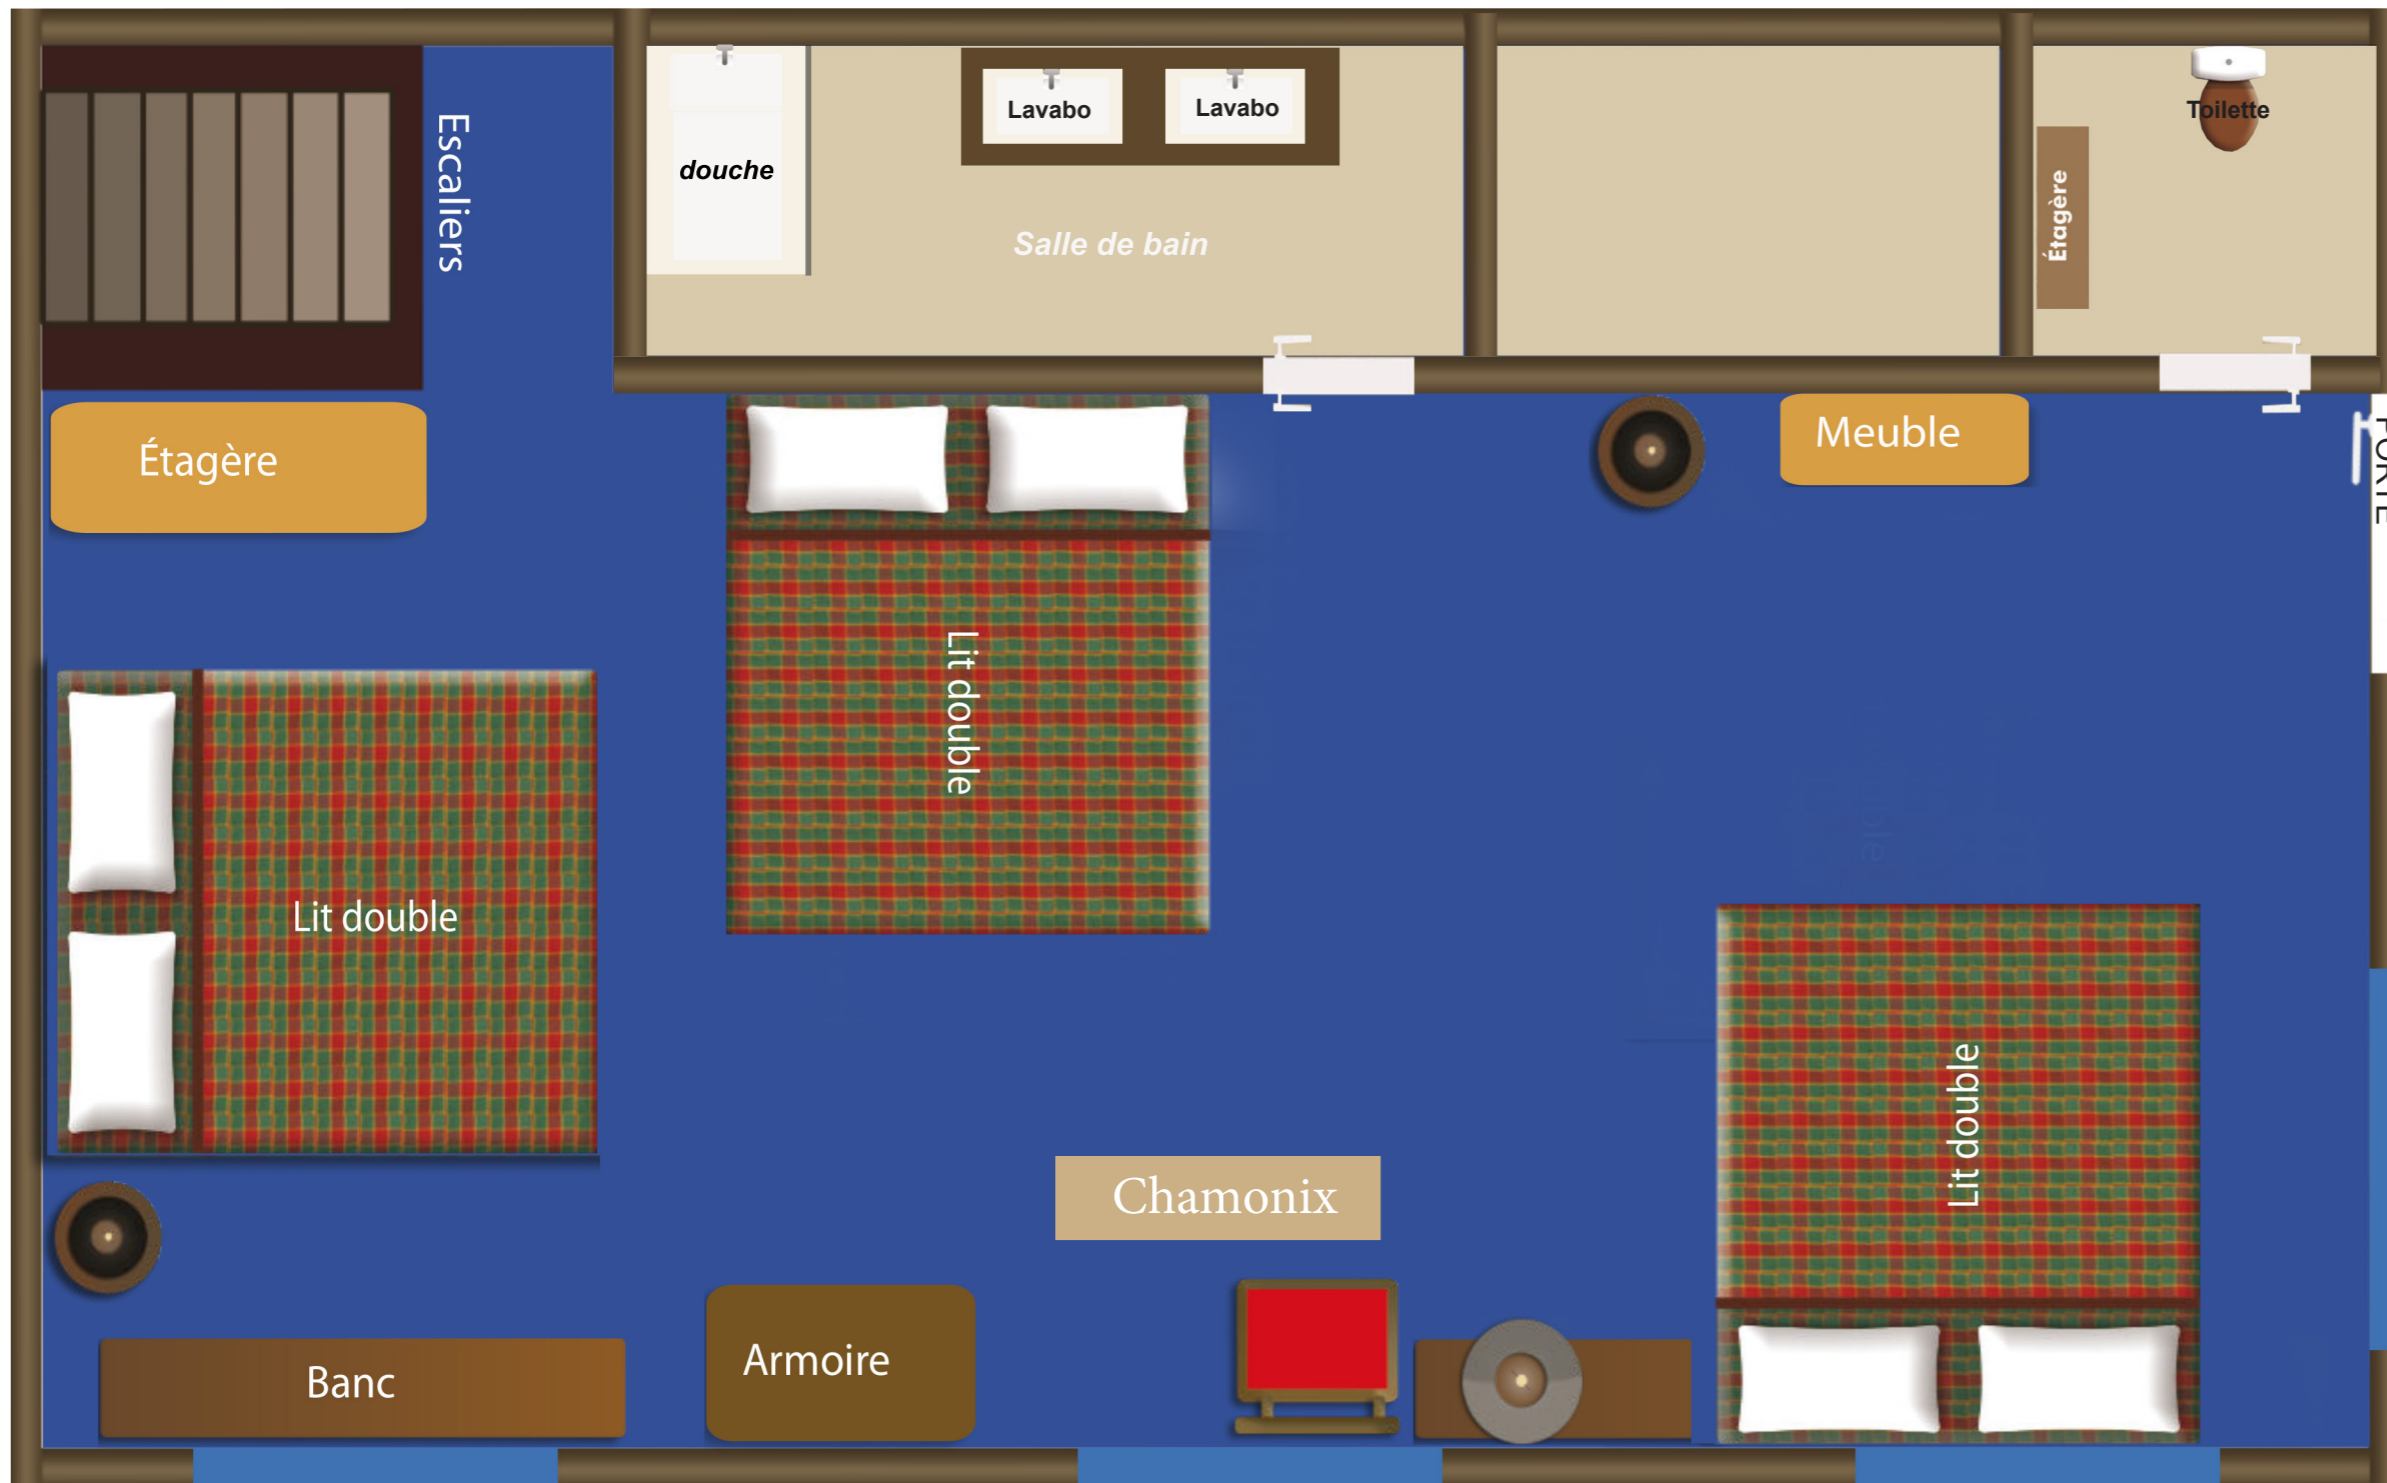 Escaliers
douche
Lavabo
Lavabo
Salle de bain
Étagère
Toilette
Étagère
Meuble
PORTE
Lit double
Lit double
Lit double
Chamonix
Banc
Armoire